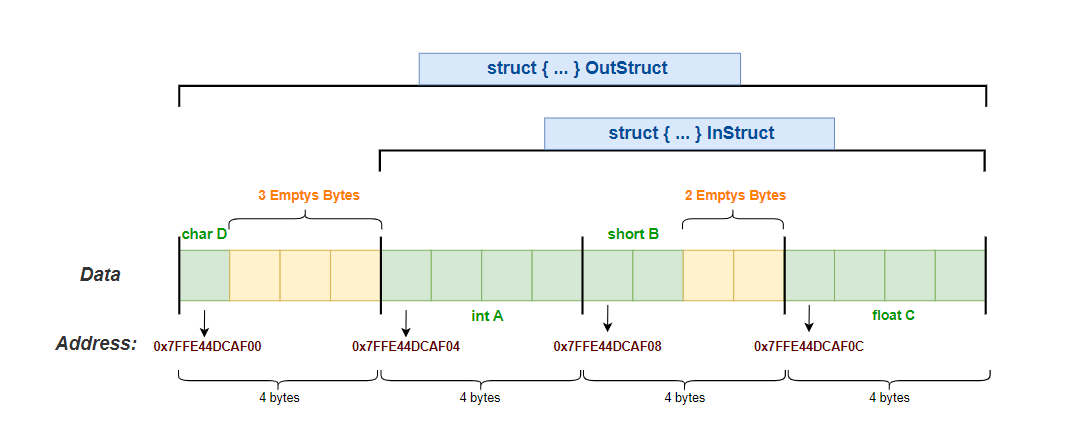 struct { ... } OutStruct
struct { ... } InStruct
3 Emptys Bytes
2 Emptys Bytes
char D
short B
Data
int A
float C
Address:
0x7FFE44DCAF00
0x7FFE44DCAF04
0x7FFE44DCAF08
0x7FFE44DCAF0C
4 bytes
4 bytes
4 bytes
4 bytes